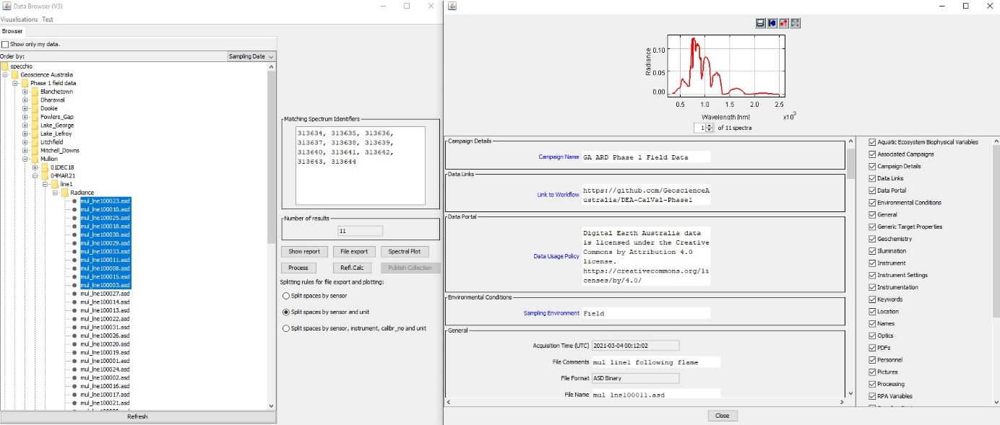 Data Browser (V3)
Visualisations Test
Browser
Show only my data.
Order by:
Sampling Date
specchio
Geoscience Australia
Phase 1 field data
Blanchetown
Dharawal
Dookie
Fowlers_Gap
Lake_George
Lake_Lefroy
Litchfield
Mitchell_Downs
Mullion
01DEC18
04MAR21
line1
Radiance
mul_lne100023.asd
mul_lne100010.asd
mul_lne100025.asd
mul_lne100018.asd
mul_lne100030.asd
mul_lne100029.asd
mul_lne100033.asd
mul_lne100011.asd
mul_lne100008.asd
mul_lne100015.asd
mul_lne100003.asd
mul_lne100027.asd
mul_lne100014.asd
mul_lne100013.asd
mul_lne100022.asd
mul_lne100031.asd
mul_lne100026.asd
mul_lne100020.asd
mul_lne100019.asd
mul_lne100001.asd
mul_lne100024.asd
mul_lne100002.asd
mul_lne100016.asd
mul_lne100017.asd
mul_lne100021.asd
Refresh
Matching Spectrum Identifiers
313634, 313635, 313636,
313637, 313638, 313639,
313640, 313641, 313642,
313643, 313644
Number of results
11
Show report
File export
Spectral Plot
Process
Refl.Calc
Publish Collection
Splitting rules for file export and plotting:
Split spaces by sensor
Split spaces by sensor and unit
Split spaces by sensor, instrument, calibr_no and unit
Radiance
0.10
0.05
0.00
0.5 1.0 1.5 2.0 2.5
Wavelength [nm] x10^3
1 of 11 spectra
Campaign Details
Campaign Name GA ARD Phase 1 Field Data
Data Links
Link to Workflow
https://github.com/GeoscienceA
ustralia/DEA-CalVal-Phase1
Data Portal
Data Usage Policy
Digital Earth Australia data
is licensed under the Creative
Commons by Attribution 4.0
license.
https://creativecommons.org/li
censes/by/4.0/
Environmental Conditions
Sampling Environment Field
General
Acquisition Time (UTC) 2021-03-04 00:12:02
File Comments mul line1 following flame
File Format ASD Binary
File Name mul_lne100011.asd
Aquatic Ecosystem Biophysical Variables
Associated Campaigns
Campaign Details
Data Links
Data Portal
Environmental Conditions
General
Generic Target Properties
Geochemistry
Illumination
Instrument
Instrument Settings
Instrumentation
Keywords
Location
Names
Optics
PDFs
Personnel
Pictures
Processing
RPA Variables
Close